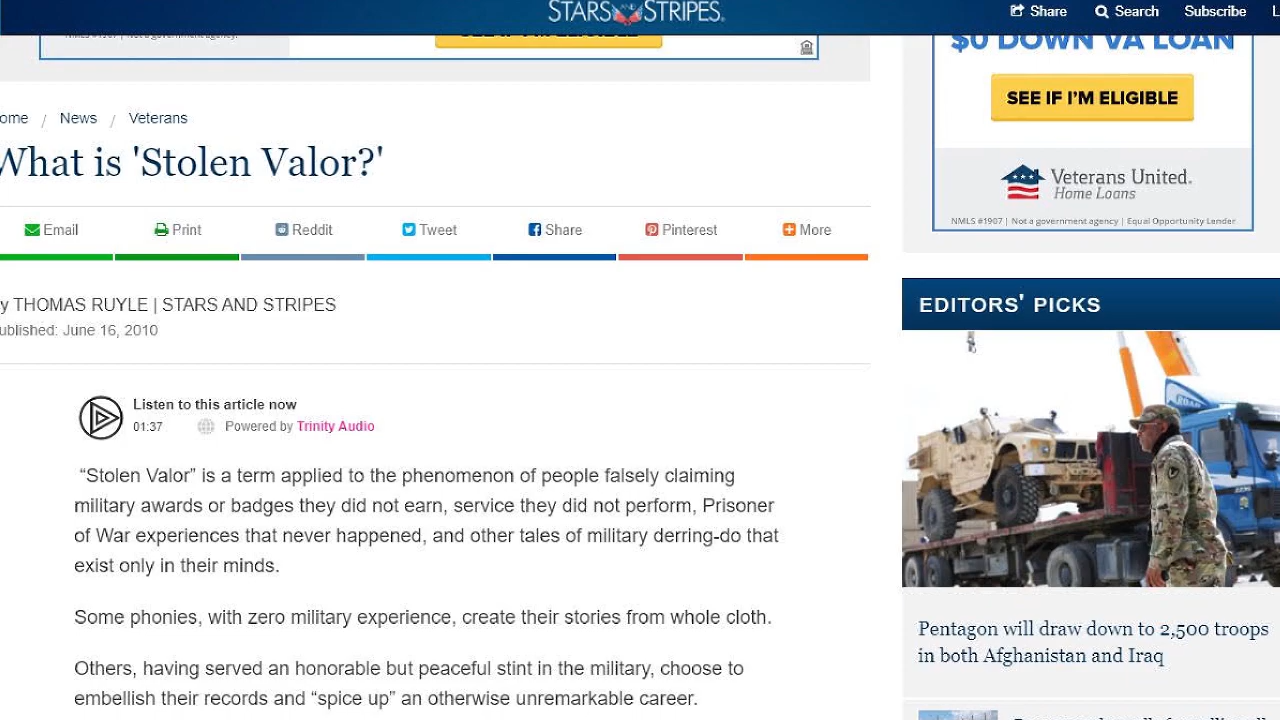 STARS AND STRIPES.
Share
Search
Subscribe
SEE IF I'M ELIGIBLE
$0 DOWN VA LOAN
SEE IF I'M ELIGIBLE
Veterans United.
Home Loans
NMLS #1907 | Not a government agency | Equal Opportunity Lender
ome / News / Veterans
What is 'Stolen Valor?'
Email
Print
Reddit
Tweet
Share
Pinterest
More
y THOMAS RUYLE | STARS AND STRIPES
ublished: June 16, 2010
Listen to this article now
01:37
Powered by Trinity Audio
“Stolen Valor” is a term applied to the phenomenon of people falsely claiming
military awards or badges they did not earn, service they did not perform, Prisoner
of War experiences that never happened, and other tales of military derring-do that
exist only in their minds.
Some phonies, with zero military experience, create their stories from whole cloth.
Others, having served an honorable but peaceful stint in the military, choose to
embellish their records and “spice up” an otherwise unremarkable career.
EDITORS' PICKS
Pentagon will draw down to 2,500 troops
in both Afghanistan and Iraq